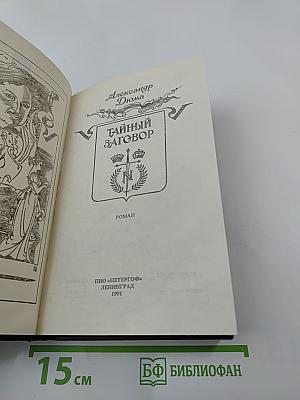 Александр
Дюма
ТАЙНЫЙ
ЗАГОВОР
N
РОМАН
ПИО «ПЕТЕРГОФ»
ЛЕНИНГРАД
1991
15 см
БФ БИБЛИОФАН